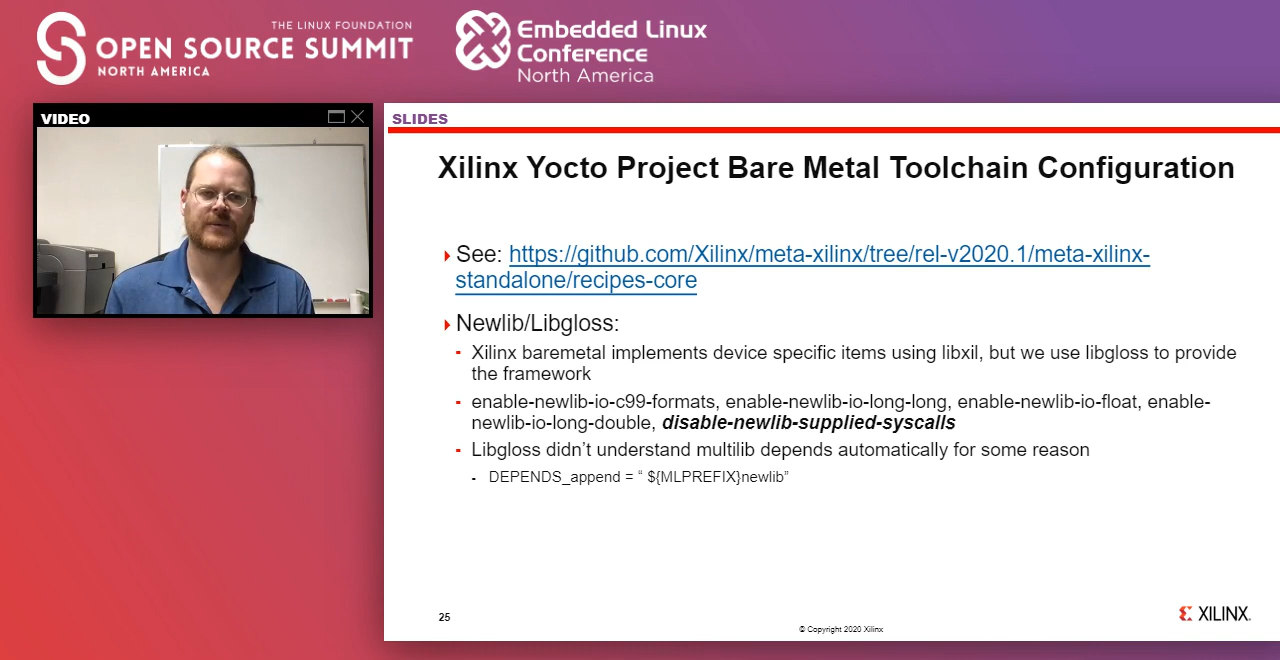 THE LINUX FOUNDATION
OPEN SOURCE SUMMIT
NORTH AMERICA
Embedded Linux
Conference
North America
VIDEO
SLIDES
Xilinx Yocto Project Bare Metal Toolchain Configuration
See: https://github.com/Xilinx/meta-xilinx/tree/rel-v2020.1/meta-xilinx-
standalone/recipes-core
Newlib/Libgloss:
- Xilinx baremetal implements device specific items using libxil, but we use libgloss to provide
the framework
- enable-newlib-io-c99-formats, enable-newlib-io-long-long, enable-newlib-io-float, enable-
newlib-io-long-double, disable-newlib-supplied-syscalls
- Libgloss didn’t understand multilib depends automatically for some reason
- DEPENDS_append = “ ${MLPREFIX}newlib”
25
© Copyright 2020 Xilinx
XILINX.